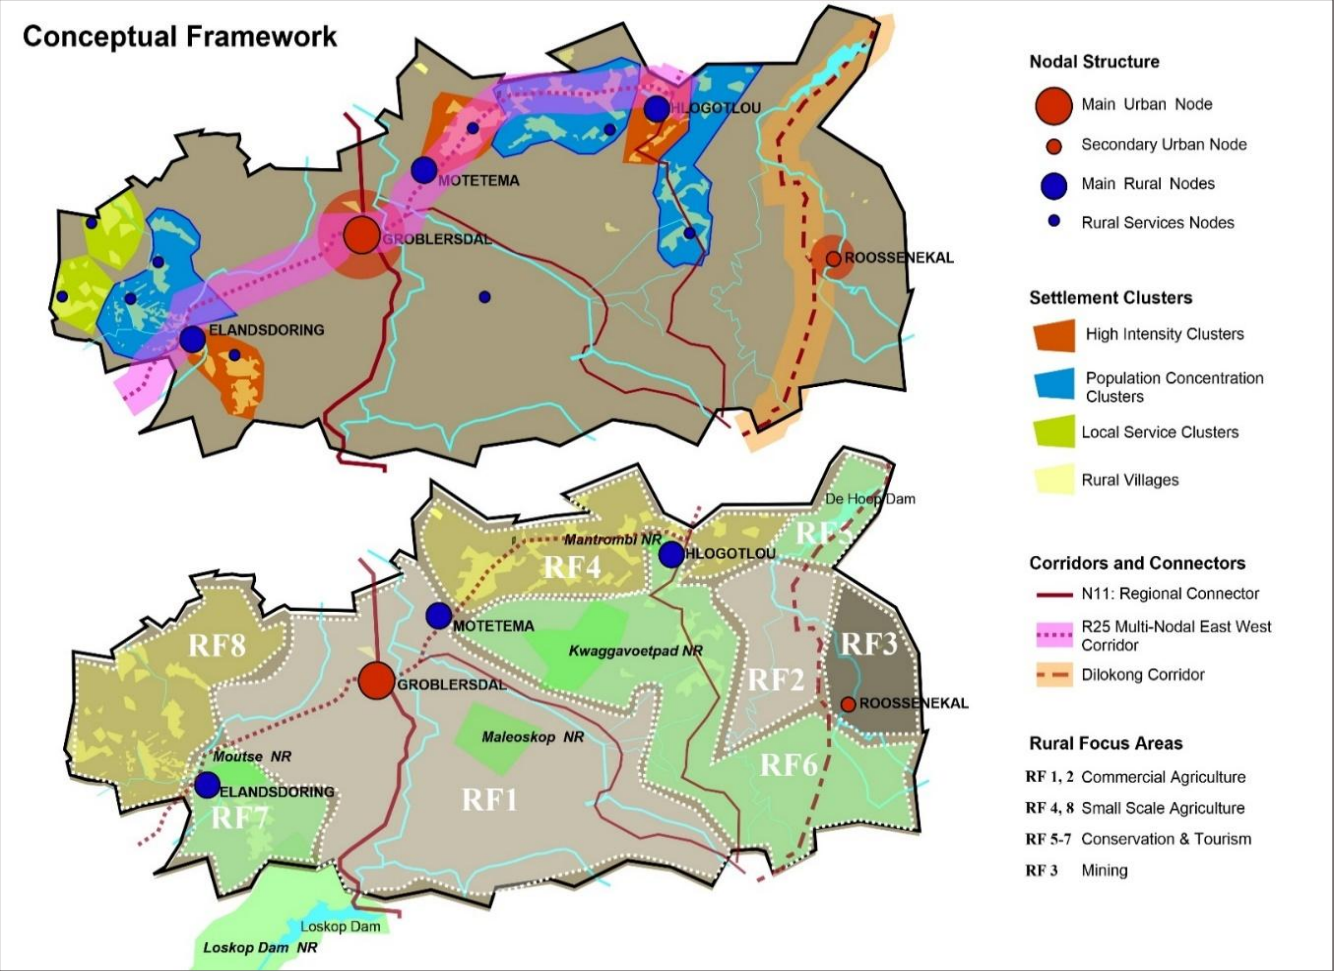 Conceptual Framework
HLOGOTLOU
MOTETEMA
GROBLERSDAL
ROOSSENEKAL
ELANDSDORING
De Hoop Dam
RF5
Mantrombi NR
HLOGOTLOU
RF4
MOTETEMA
RF8
Kwaggavoetpad NR
RF3
RF2
GROBLERSDAL
ROOSSENEKAL
Maleoskop NR
Moutse NR
RF6
ELANDSDORING
RF1
RF7
Loskop Dam
Loskop Dam NR
Nodal Structure
Main Urban Node
Secondary Urban Node
Main Rural Nodes
Rural Services Nodes
Settlement Clusters
High Intensity Clusters
Population Concentration
Clusters
Local Service Clusters
Rural Villages
Corridors and Connectors
N11: Regional Connector
R25 Multi-Nodal East West
Corridor
Dilokong Corridor
Rural Focus Areas
RF 1, 2 Commercial Agriculture
RF 4, 8 Small Scale Agriculture
RF 5-7 Conservation & Tourism
RF 3 Mining